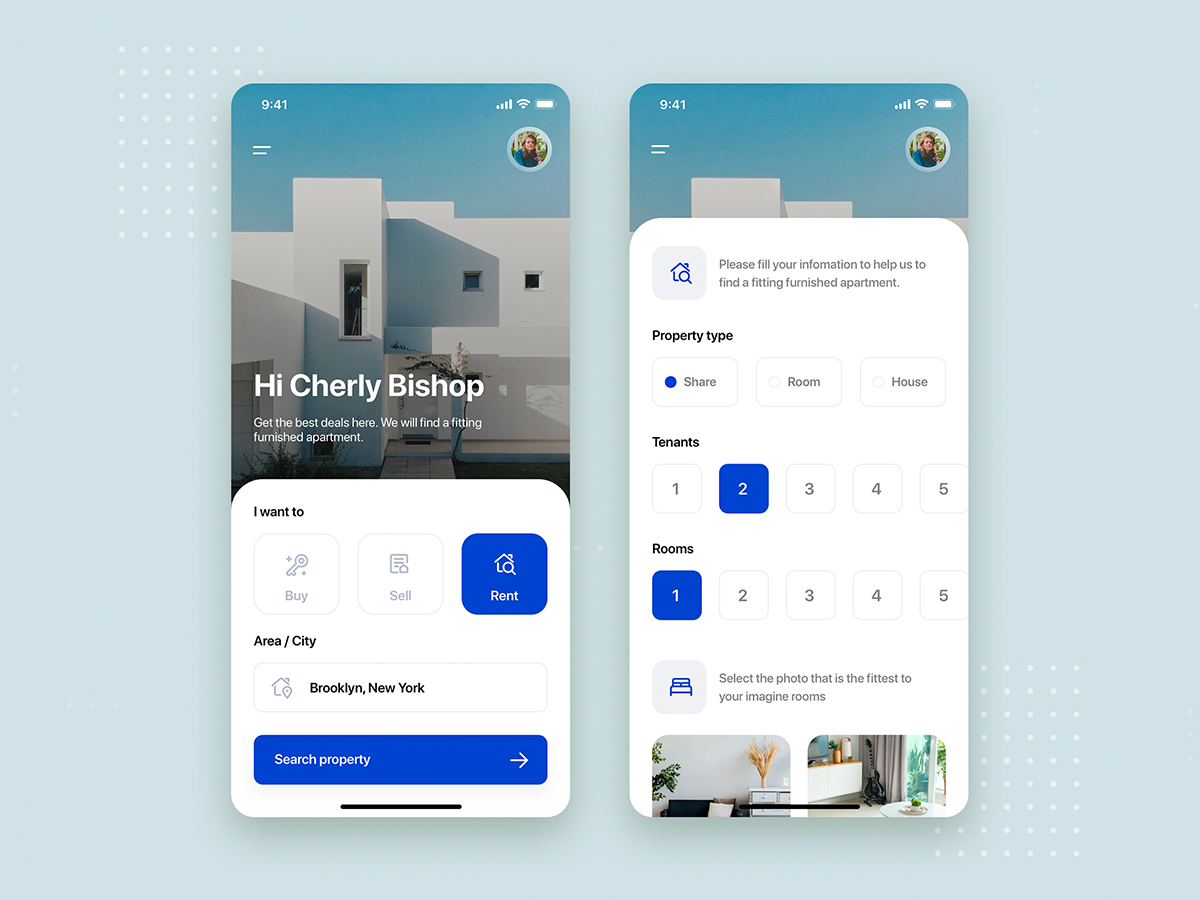 9:41
Hi Cherly Bishop
Get the best deals here. We will find a fitting
furnished apartment.
I want to
Buy
Sell
Rent
Area / City
Brooklyn, New York
Search property
9:41
Please fill your infomation to help us to
find a fitting furnished apartment.
Property type
Share
Room
House
Tenants
1
2
3
4
5
Rooms
1
2
3
4
5
Select the photo that is the fittest to
your imagine rooms